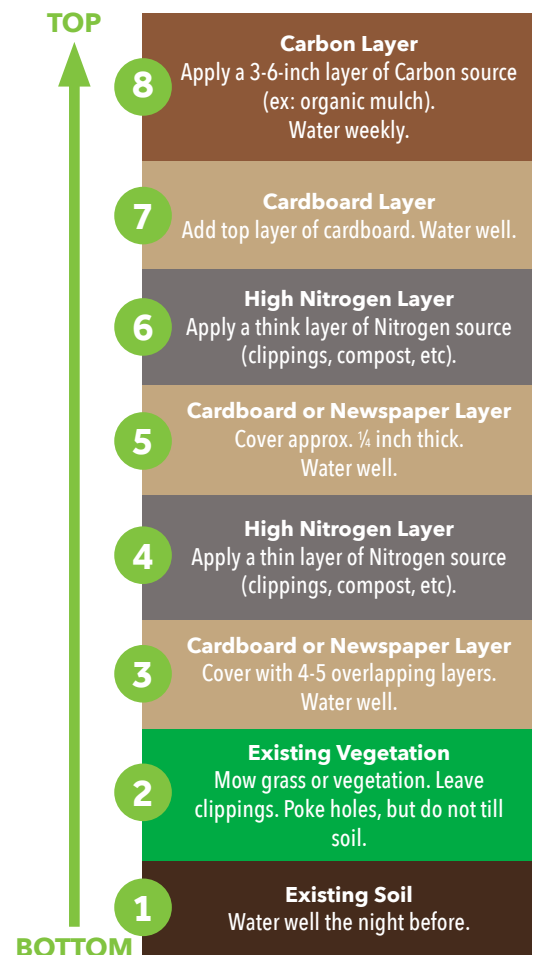 TOP
8
Carbon Layer
Apply a 3-6-inch layer of Carbon source
(ex: organic mulch).
Water weekly.
7
Cardboard Layer
Add top layer of cardboard. Water well.
6
High Nitrogen Layer
Apply a think layer of Nitrogen source
(clippings, compost, etc).
5
Cardboard or Newspaper Layer
Cover approx. ¼ inch thick.
Water well.
4
High Nitrogen Layer
Apply a thin layer of Nitrogen source
(clippings, compost, etc).
3
Cardboard or Newspaper Layer
Cover with 4-5 overlapping layers.
Water well.
2
Existing Vegetation
Mow grass or vegetation. Leave
clippings. Poke holes, but do not till
soil.
1
Existing Soil
Water well the night before.
BOTTOM